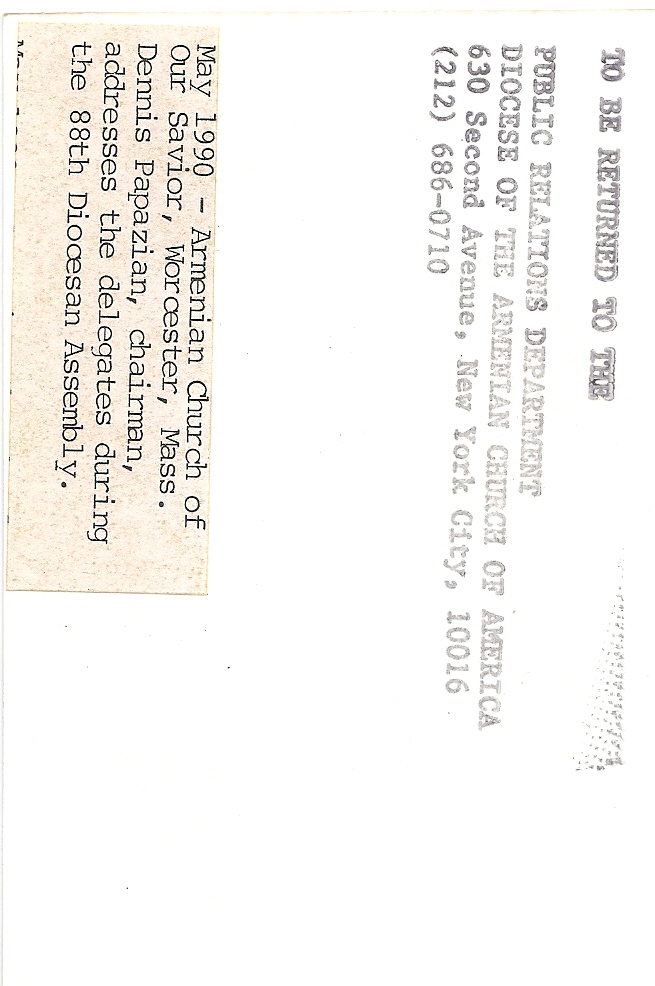 TO BE RETURNED TO THE
PUBLIC RELATIONS DEPARTMENT
DIOCESE OF THE ARMENIAN CHURCH OF AMERICA
630 Second Avenue, New York City, 10016
(212) 686-0710
May 1990 - Armenian Church of
Our Savior, Worcester, Mass.
Dennis Papazian, chairman,
addresses the delegates during
the 88th Diocesan Assembly.